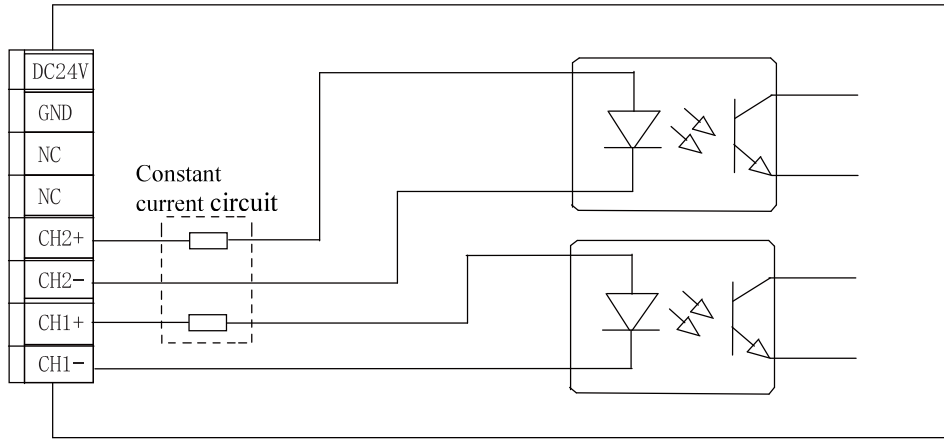 DC24V
GND
NC
NC
CH2+
CH2-
CH1+
CH1-
Constant
current circuit